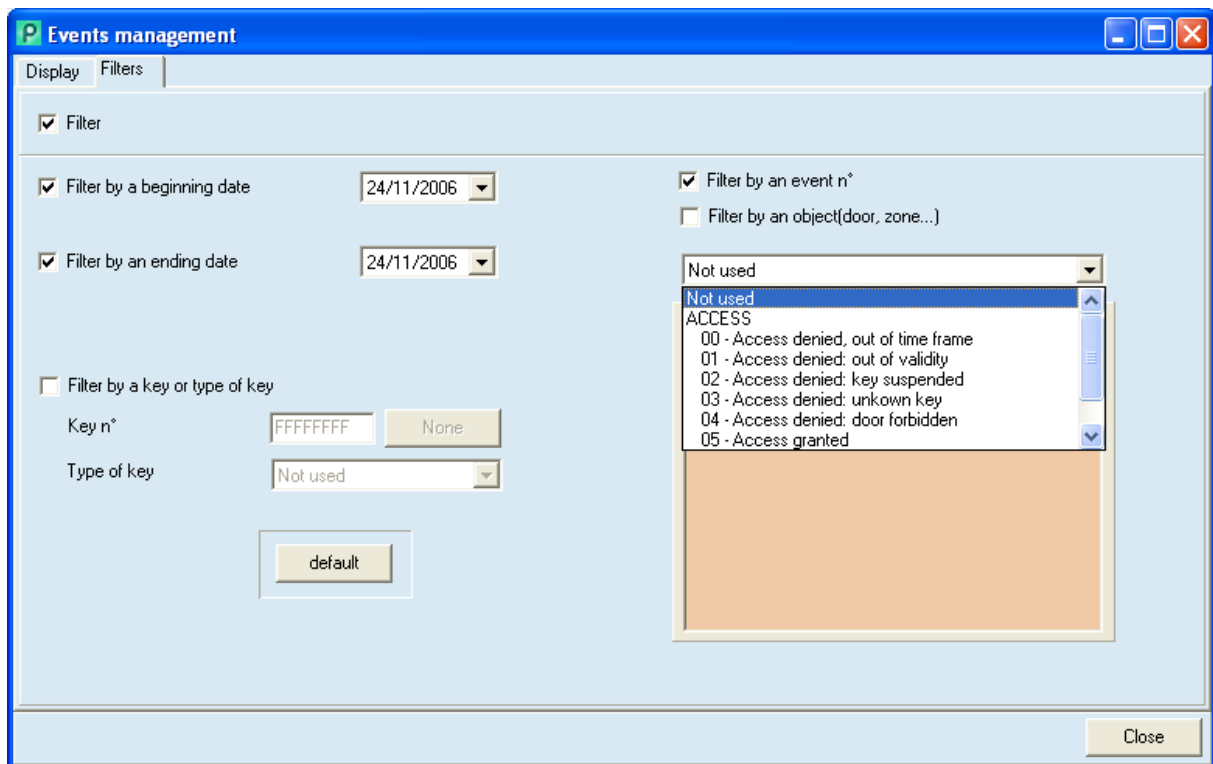 Events management
Display Filters
Filter
Filter by a beginning date 24/11/2006
Filter by an ending date 24/11/2006
Filter by a key or type of key
Key n° FFFFFFFF None
Type of key Not used
default
Filter by an event n°
Filter by an object(door, zone...)
Not used
Not used
ACCESS
00 - Access denied, out of time frame
01 - Access denied: out of validity
02 - Access denied: key suspended
03 - Access denied: unkown key
04 - Access denied: door forbidden
05 - Access granted
Close